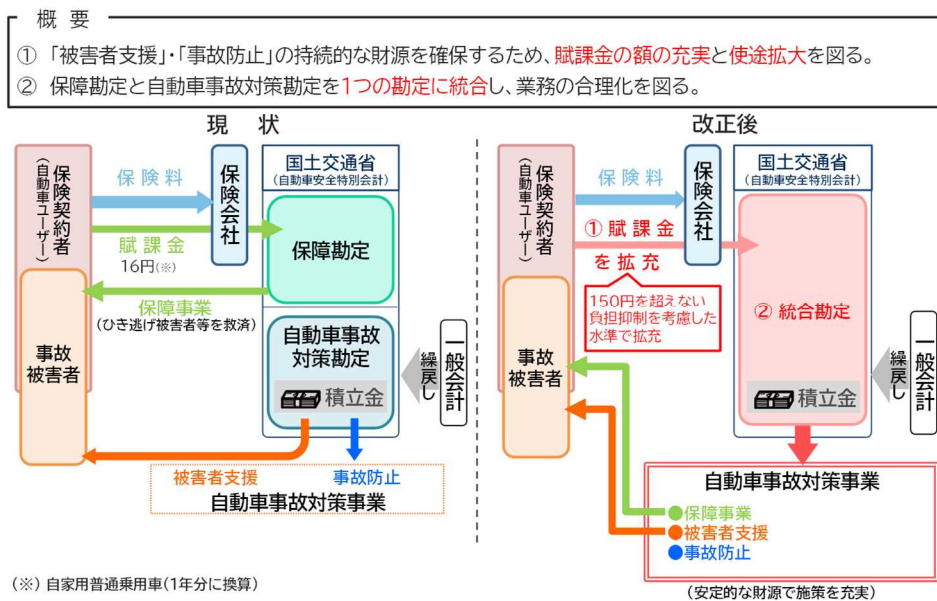 概 要
① 「被害者支援」・「事故防止」の持続的な財源を確保するため、賦課金の額の充実と使途拡大を図る。
② 保障勘定と自動車事故対策勘定を1つの勘定に統合し、業務の合理化を図る。
現 状
保険契約者
(自動車ユーザー)
保険料
保険会社
国土交通省
(自動車安全特別会計)
賦課金
16円(※)
保障勘定
保障事業
(ひき逃げ被害者等を救済)
事故
被害者
自動車事故
対策勘定
積立金
繰戻し
一般会計
被害者支援
事故防止
自動車事故対策事業
(※) 自家用普通乗用車(1年分に換算)
改正後
保険契約者
(自動車ユーザー)
保険料
保険会社
国土交通省
(自動車安全特別会計)
① 賦課金
を拡充
150円を超えない
負担抑制を考慮した
水準で拡充
② 統合勘定
事故
被害者
積立金
繰戻し
一般会計
自動車事故対策事業
●保障事業
●被害者支援
●事故防止
(安定的な財源で施策を充実)